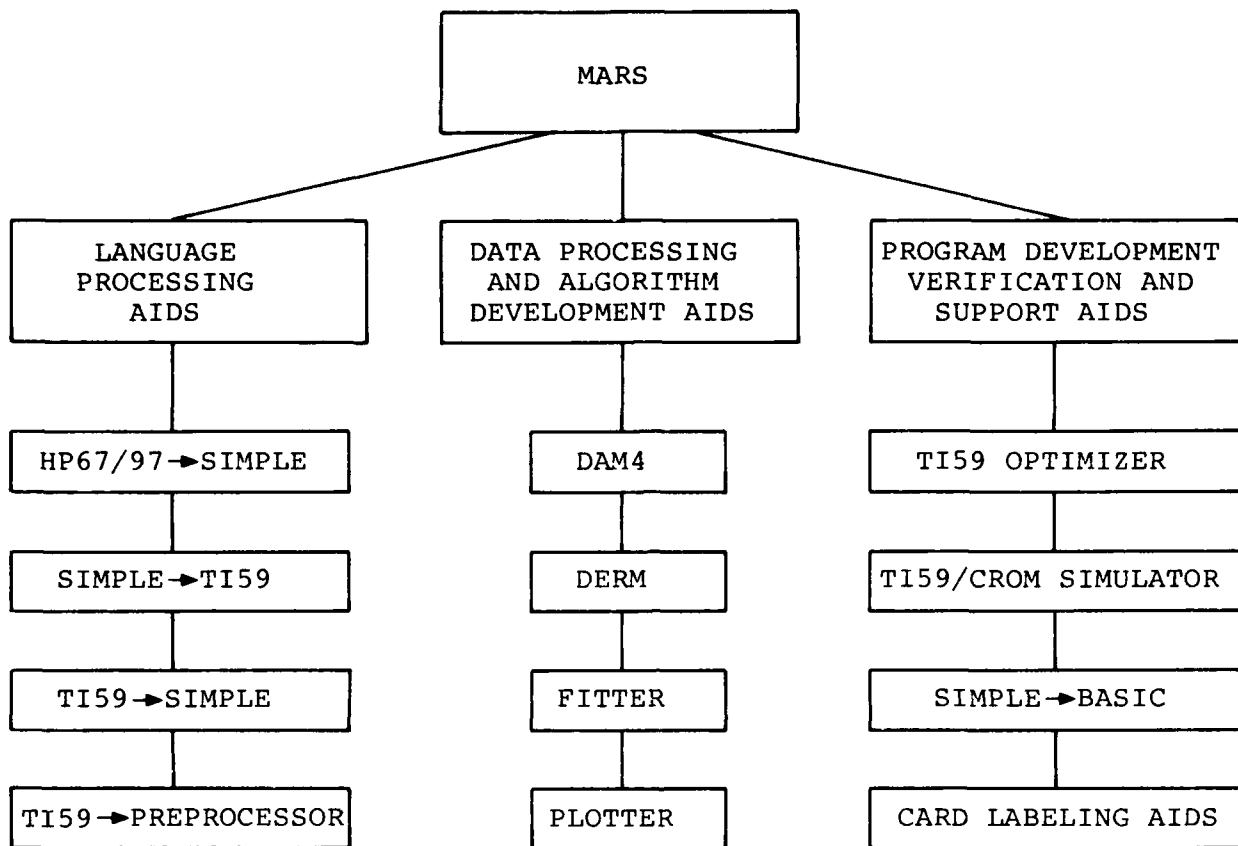 MARS
LANGUAGE
PROCESSING
AIDS
DATA PROCESSING
AND ALGORITHM
DEVELOPMENT AIDS
PROGRAM DEVELOPMENT
VERIFICATION AND
SUPPORT AIDS
HP67/97→SIMPLE
DAM4
TI59 OPTIMIZER
SIMPLE→TI59
DERM
TI59/CROM SIMULATOR
TI59→SIMPLE
FITTER
SIMPLE→BASIC
TI59→PREPROCESSOR
PLOTTER
CARD LABELING AIDS